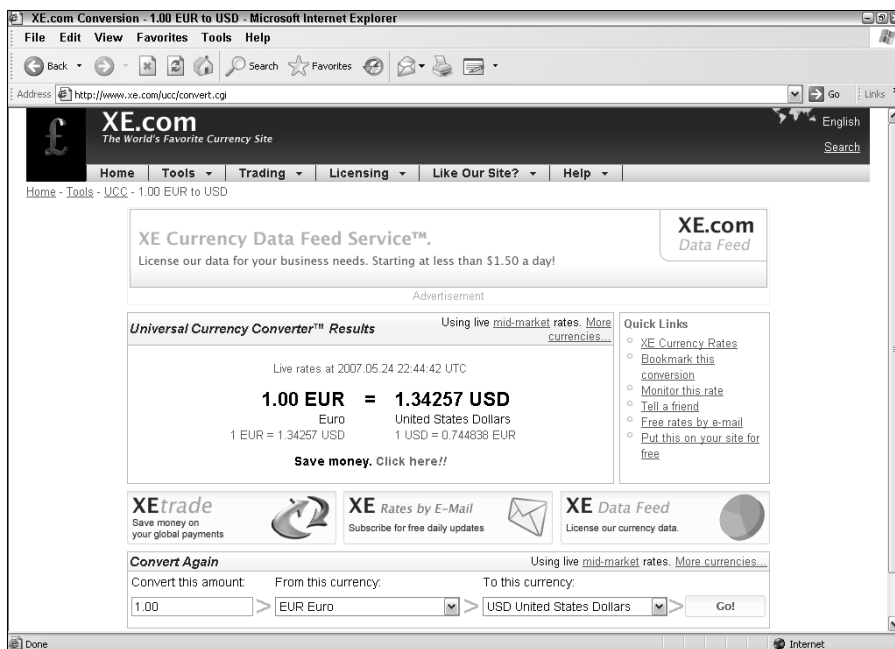 XE.com Conversion - 1.00 EUR to USD - Microsoft Internet Explorer
File Edit View Favorites Tools Help
Back Search Favorites
Address http://www.xe.com/ucc/convert.cgi Go Links
£ XE.com English
The World's Favorite Currency Site
Search
Home Tools Trading Licensing Like Our Site? Help
Home - Tools - UCC - 1.00 EUR to USD
XE Currency Data Feed Service™.
License our data for your business needs. Starting at less than $1.50 a day!
XE.com
Data Feed
Advertisement
Universal Currency Converter™ Results
Using live mid-market rates. More
currencies...
Live rates at 2007.05.24 22:44:42 UTC
1.00 EUR = 1.34257 USD
Euro United States Dollars
1 EUR = 1.34257 USD 1 USD = 0.744838 EUR
Save money. Click here!!
Quick Links
XE Currency Rates
Bookmark this
conversion
Monitor this rate
Tell a friend
Free rates by e-mail
Put this on your site for
free
XEtrade
Save money on
your global payments
XE Rates by E-Mail
Subscribe for free daily updates
XE Data Feed
License our currency data.
Convert Again Using live mid-market rates. More currencies...
Convert this amount: From this currency: To this currency:
1.00 > EUR Euro > USD United States Dollars > Go!
Done Internet